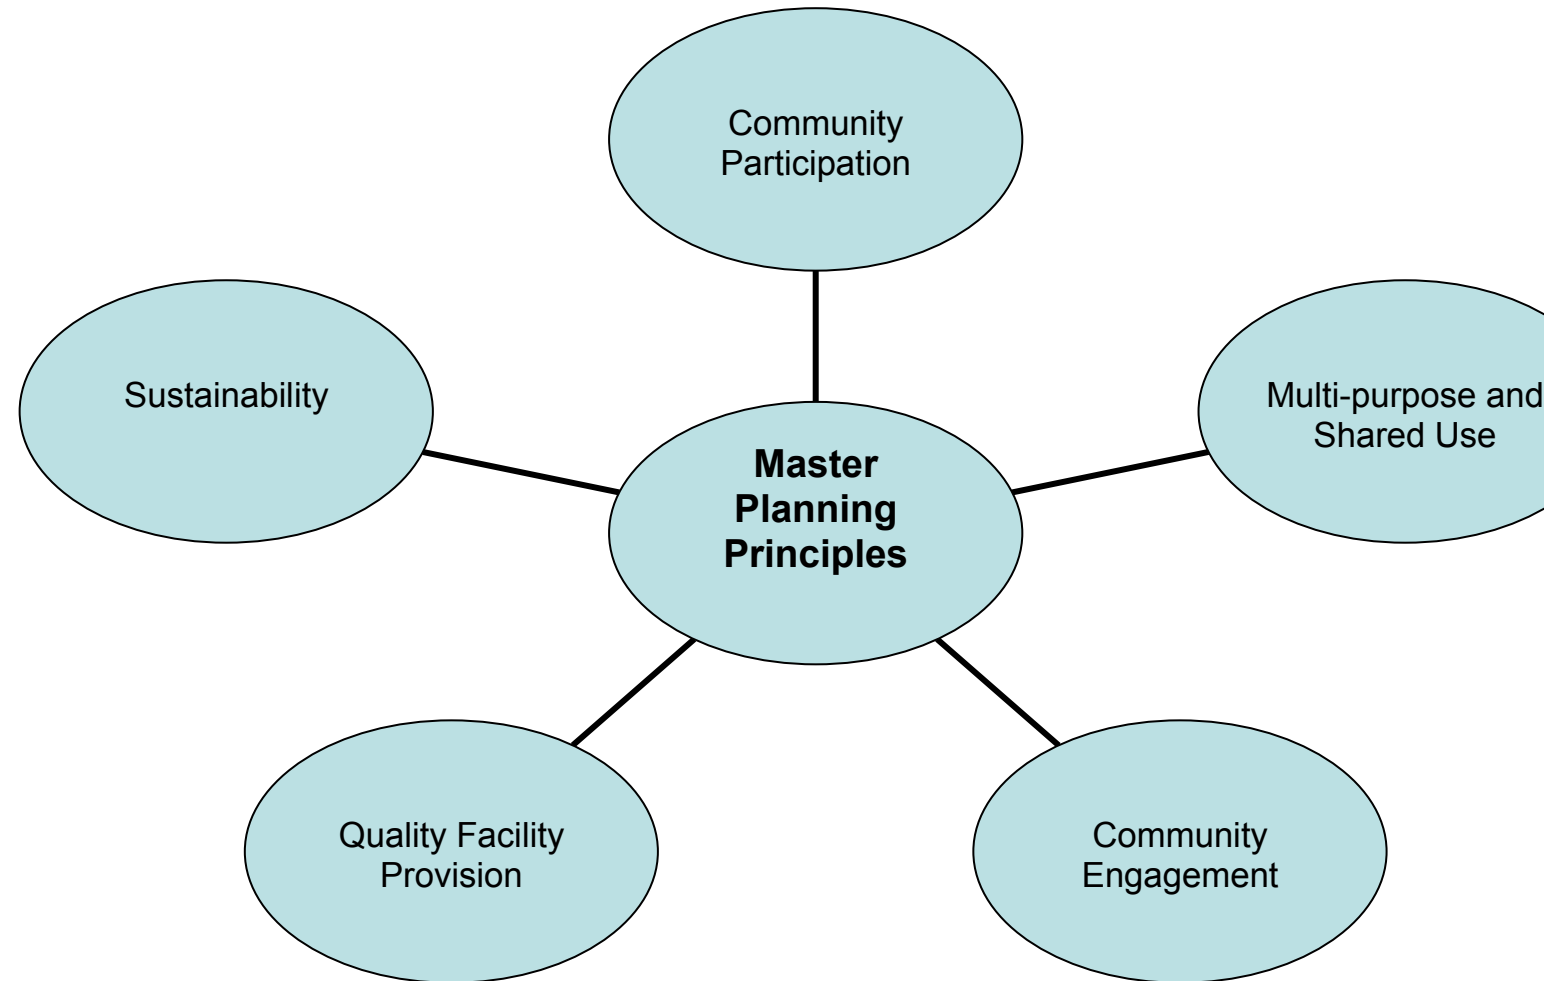 Community
Participation
Sustainability
Multi-purpose and
Shared Use
Master
Planning
Principles
Quality Facility
Provision
Community
Engagement